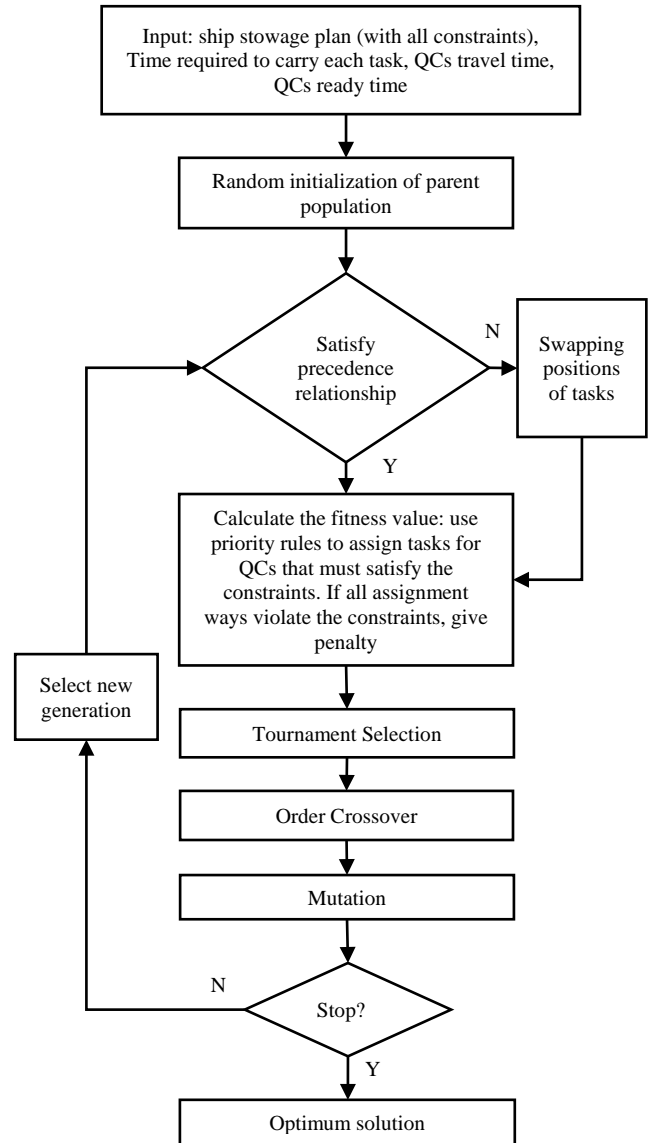 Input: ship stowage plan (with all constraints),
Time required to carry each task, QCs travel time,
QCs ready time
Random initialization of parent
population
Satisfy
precedence
relationship
N
Swapping
positions
of tasks
Y
Calculate the fitness value: use
priority rules to assign tasks for
QCs that must satisfy the
constraints. If all assignment
ways violate the constraints, give
penalty
Select new
generation
Tournament Selection
Order Crossover
Mutation
N
Stop?
Y
Optimum solution